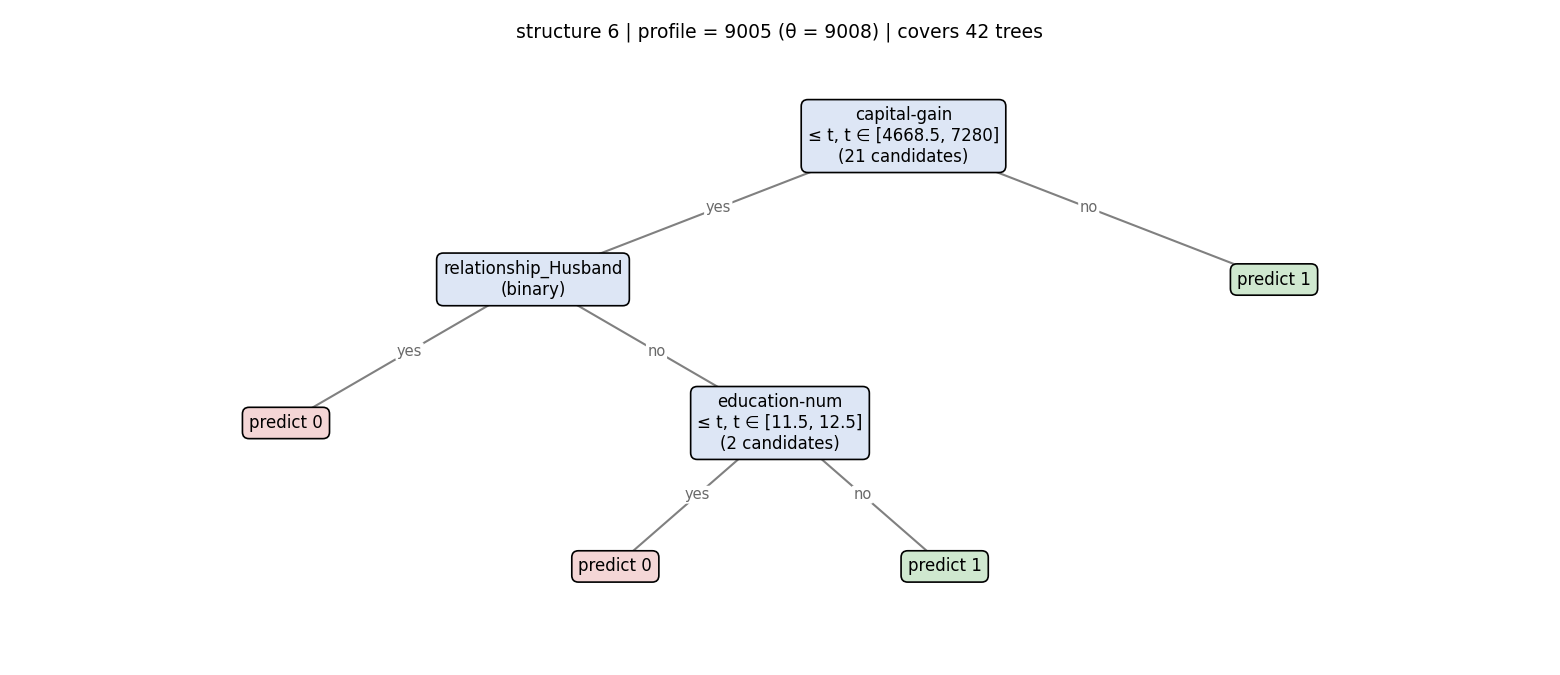 structure 6 | profile = 9005 (θ = 9008) | covers 42 trees
capital-gain
≤ t, t ∈ [4668.5, 7280]
(21 candidates)
yes
no
relationship_Husband
(binary)
predict 1
yes
no
predict 0
education-num
≤ t, t ∈ [11.5, 12.5]
(2 candidates)
yes
no
predict 0
predict 1